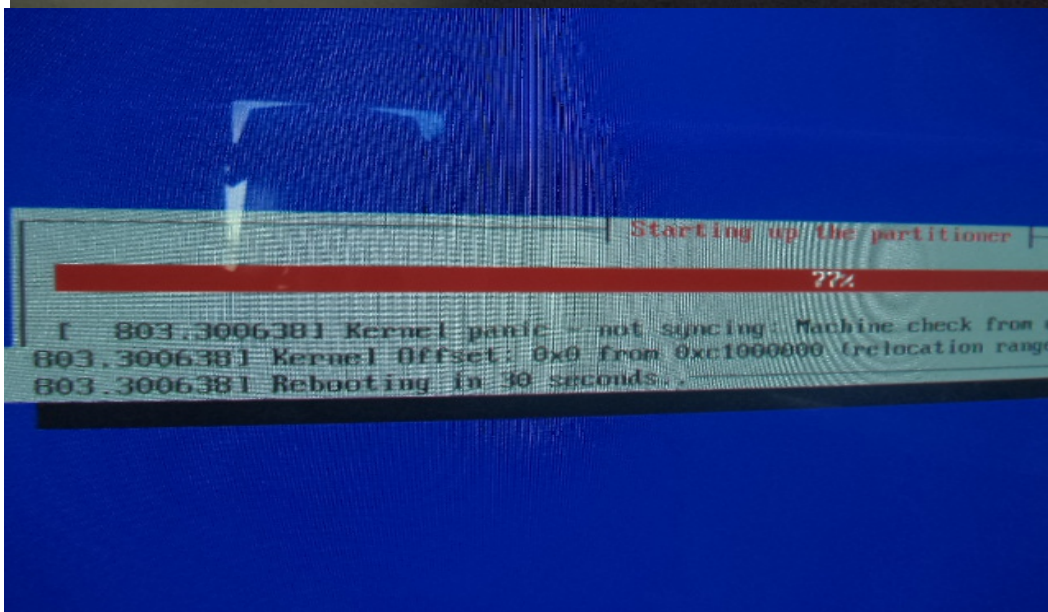 Starting up the partitioner
77%
[ 803.300638] Kernel panic - not syncing: Machine check from
803.300638] Kernel Offset: 0x0 from 0xc1000000 (relocation range
803.300638] Rebooting in 30 seconds..